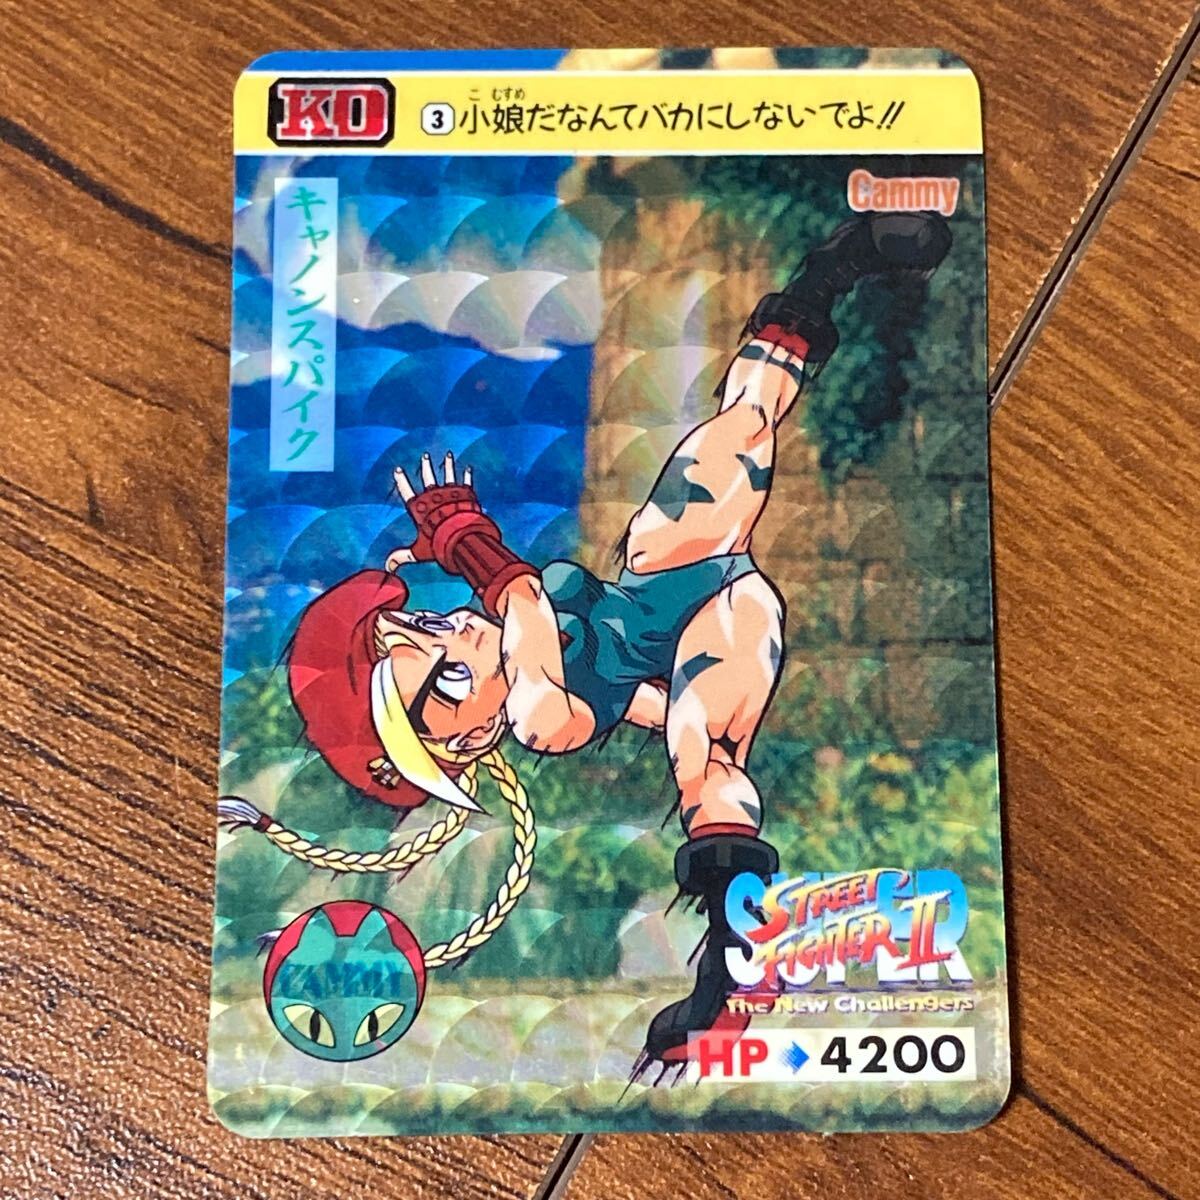 KO
3 小娘だなんてバカにしないでよ!!
こ むすめ
Cammy
キャノンスパイク
CAMMY
SUPER
STREET
FIGHTER II
The New Challengers
HP 4200